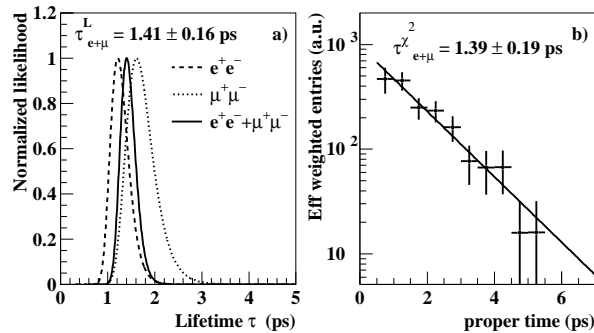 τ^L_{e+μ} = 1.41 ± 0.16 ps a)
e⁺e⁻
μ⁺μ⁻
e⁺e⁻+μ⁺μ⁻
Normalized likelihood
1.2
1
0.8
0.6
0.4
0.2
0
0 1 2 3 4 5
Lifetime τ (ps)
τ^{χ²}_{e+μ} = 1.39 ± 0.19 ps b)
Eff weighted entries (a.u.)
10³
10²
10
0 2 4 6
proper time (ps)